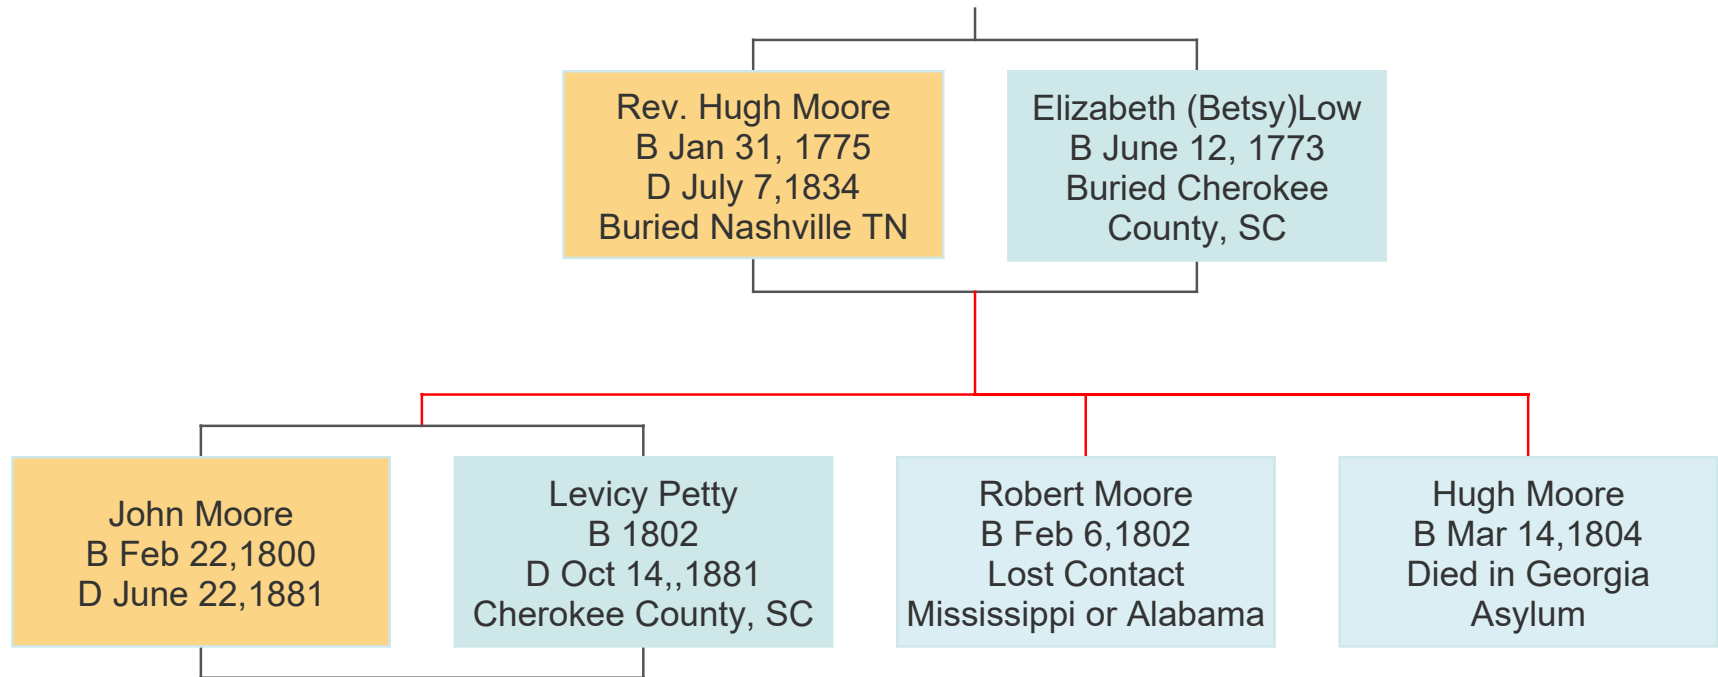 Rev. Hugh Moore
B Jan 31, 1775
D July 7,1834
Buried Nashville TN
Elizabeth (Betsy)Low
B June 12, 1773
Buried Cherokee
County, SC
John Moore
B Feb 22,1800
D June 22,1881
Levicy Petty
B 1802
D Oct 14,,1881
Cherokee County, SC
Robert Moore
B Feb 6,1802
Lost Contact
Mississippi or Alabama
Hugh Moore
B Mar 14,1804
Died in Georgia
Asylum